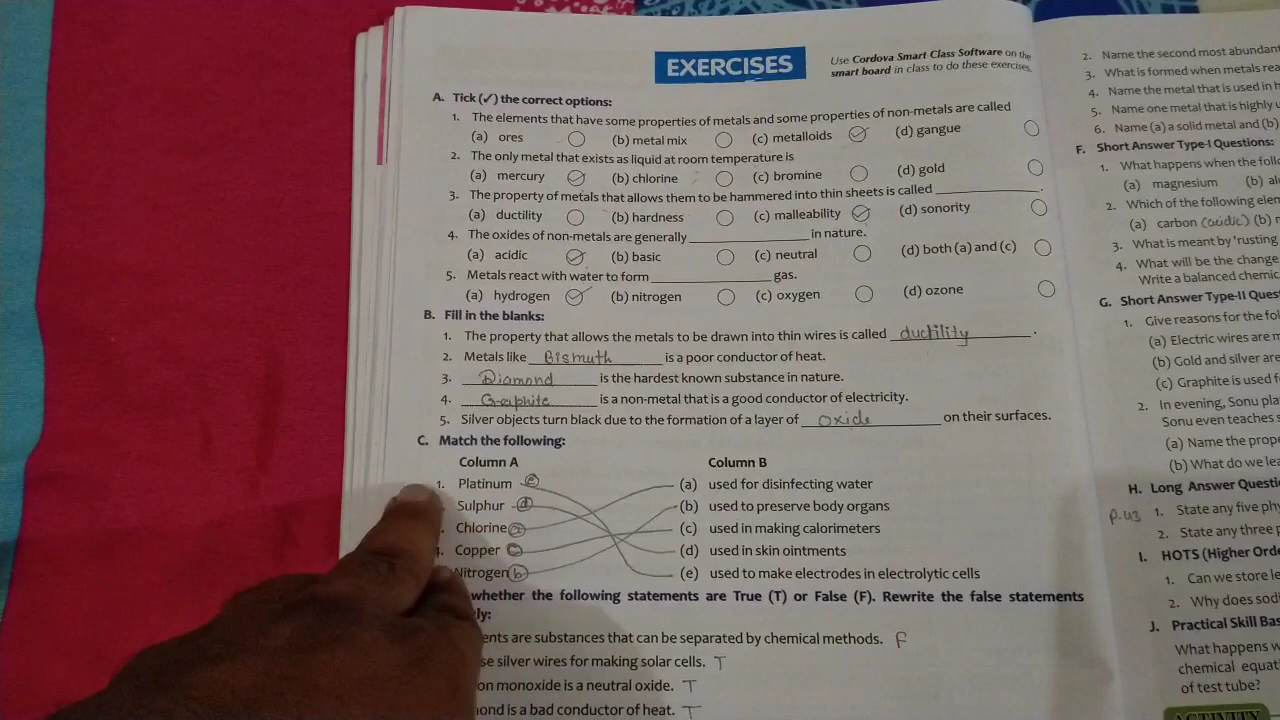 EXERCISES
Use Cordova Smart Class Software on the
smart board in class to do these exercises.
A. Tick (✓) the correct options:
1. The elements that have some properties of metals and some properties of non-metals are called
(a) ores (b) metal mix (c) metalloids ✓ (d) gangue
2. The only metal that exists as liquid at room temperature is
(a) mercury ✓ (b) chlorine (c) bromine (d) gold
3. The property of metals that allows them to be hammered into thin sheets is called ____________.
(a) ductility (b) hardness (c) malleability ✓ (d) sonority
4. The oxides of non-metals are generally ____________ in nature.
(a) acidic ✓ (b) basic (c) neutral (d) both (a) and (c)
5. Metals react with water to form ____________ gas.
(a) hydrogen ✓ (b) nitrogen (c) oxygen (d) ozone
B. Fill in the blanks:
1. The property that allows the metals to be drawn into thin wires is called ductility.
2. Metals like Bismuth is a poor conductor of heat.
3. Diamond is the hardest known substance in nature.
4. Graphite is a non-metal that is a good conductor of electricity.
5. Silver objects turn black due to the formation of a layer of oxide on their surfaces.
C. Match the following:
Column A Column B
1. Platinum e (a) used for disinfecting water
Sulphur d (b) used to preserve body organs
Chlorine a (c) used in making calorimeters
4. Copper c (d) used in skin ointments
Nitrogen b (e) used to make electrodes in electrolytic cells
whether the following statements are True (T) or False (F). Rewrite the false statements
ly:
ents are substances that can be separated by chemical methods. F
se silver wires for making solar cells. T
on monoxide is a neutral oxide. T
ond is a bad conductor of heat. T
2. Name the second most abundant
3. What is formed when metals rea
4. Name the metal that is used in h
5. Name one metal that is highly u
6. Name (a) a solid metal and (b)
F. Short Answer Type-I Questions:
1. What happens when the follo
(a) magnesium (b) al
2. Which of the following elen
(a) carbon (acidic) (b) r
3. What is meant by 'rusting
4. What will be the change
Write a balanced chemic
G. Short Answer Type-II Quest
1. Give reasons for the fol
(a) Electric wires are m
(b) Gold and silver are
(c) Graphite is used f
2. In evening, Sonu pla
Sonu even teaches
(a) Name the prope
(b) What do we lea
H. Long Answer Questi
P-43 1. State any five phy
2. State any three p
I. HOTS (Higher Orde
1. Can we store le
2. Why does sodi
J. Practical Skill Bas
What happens w
chemical equat
of test tube?
ACTIVITY